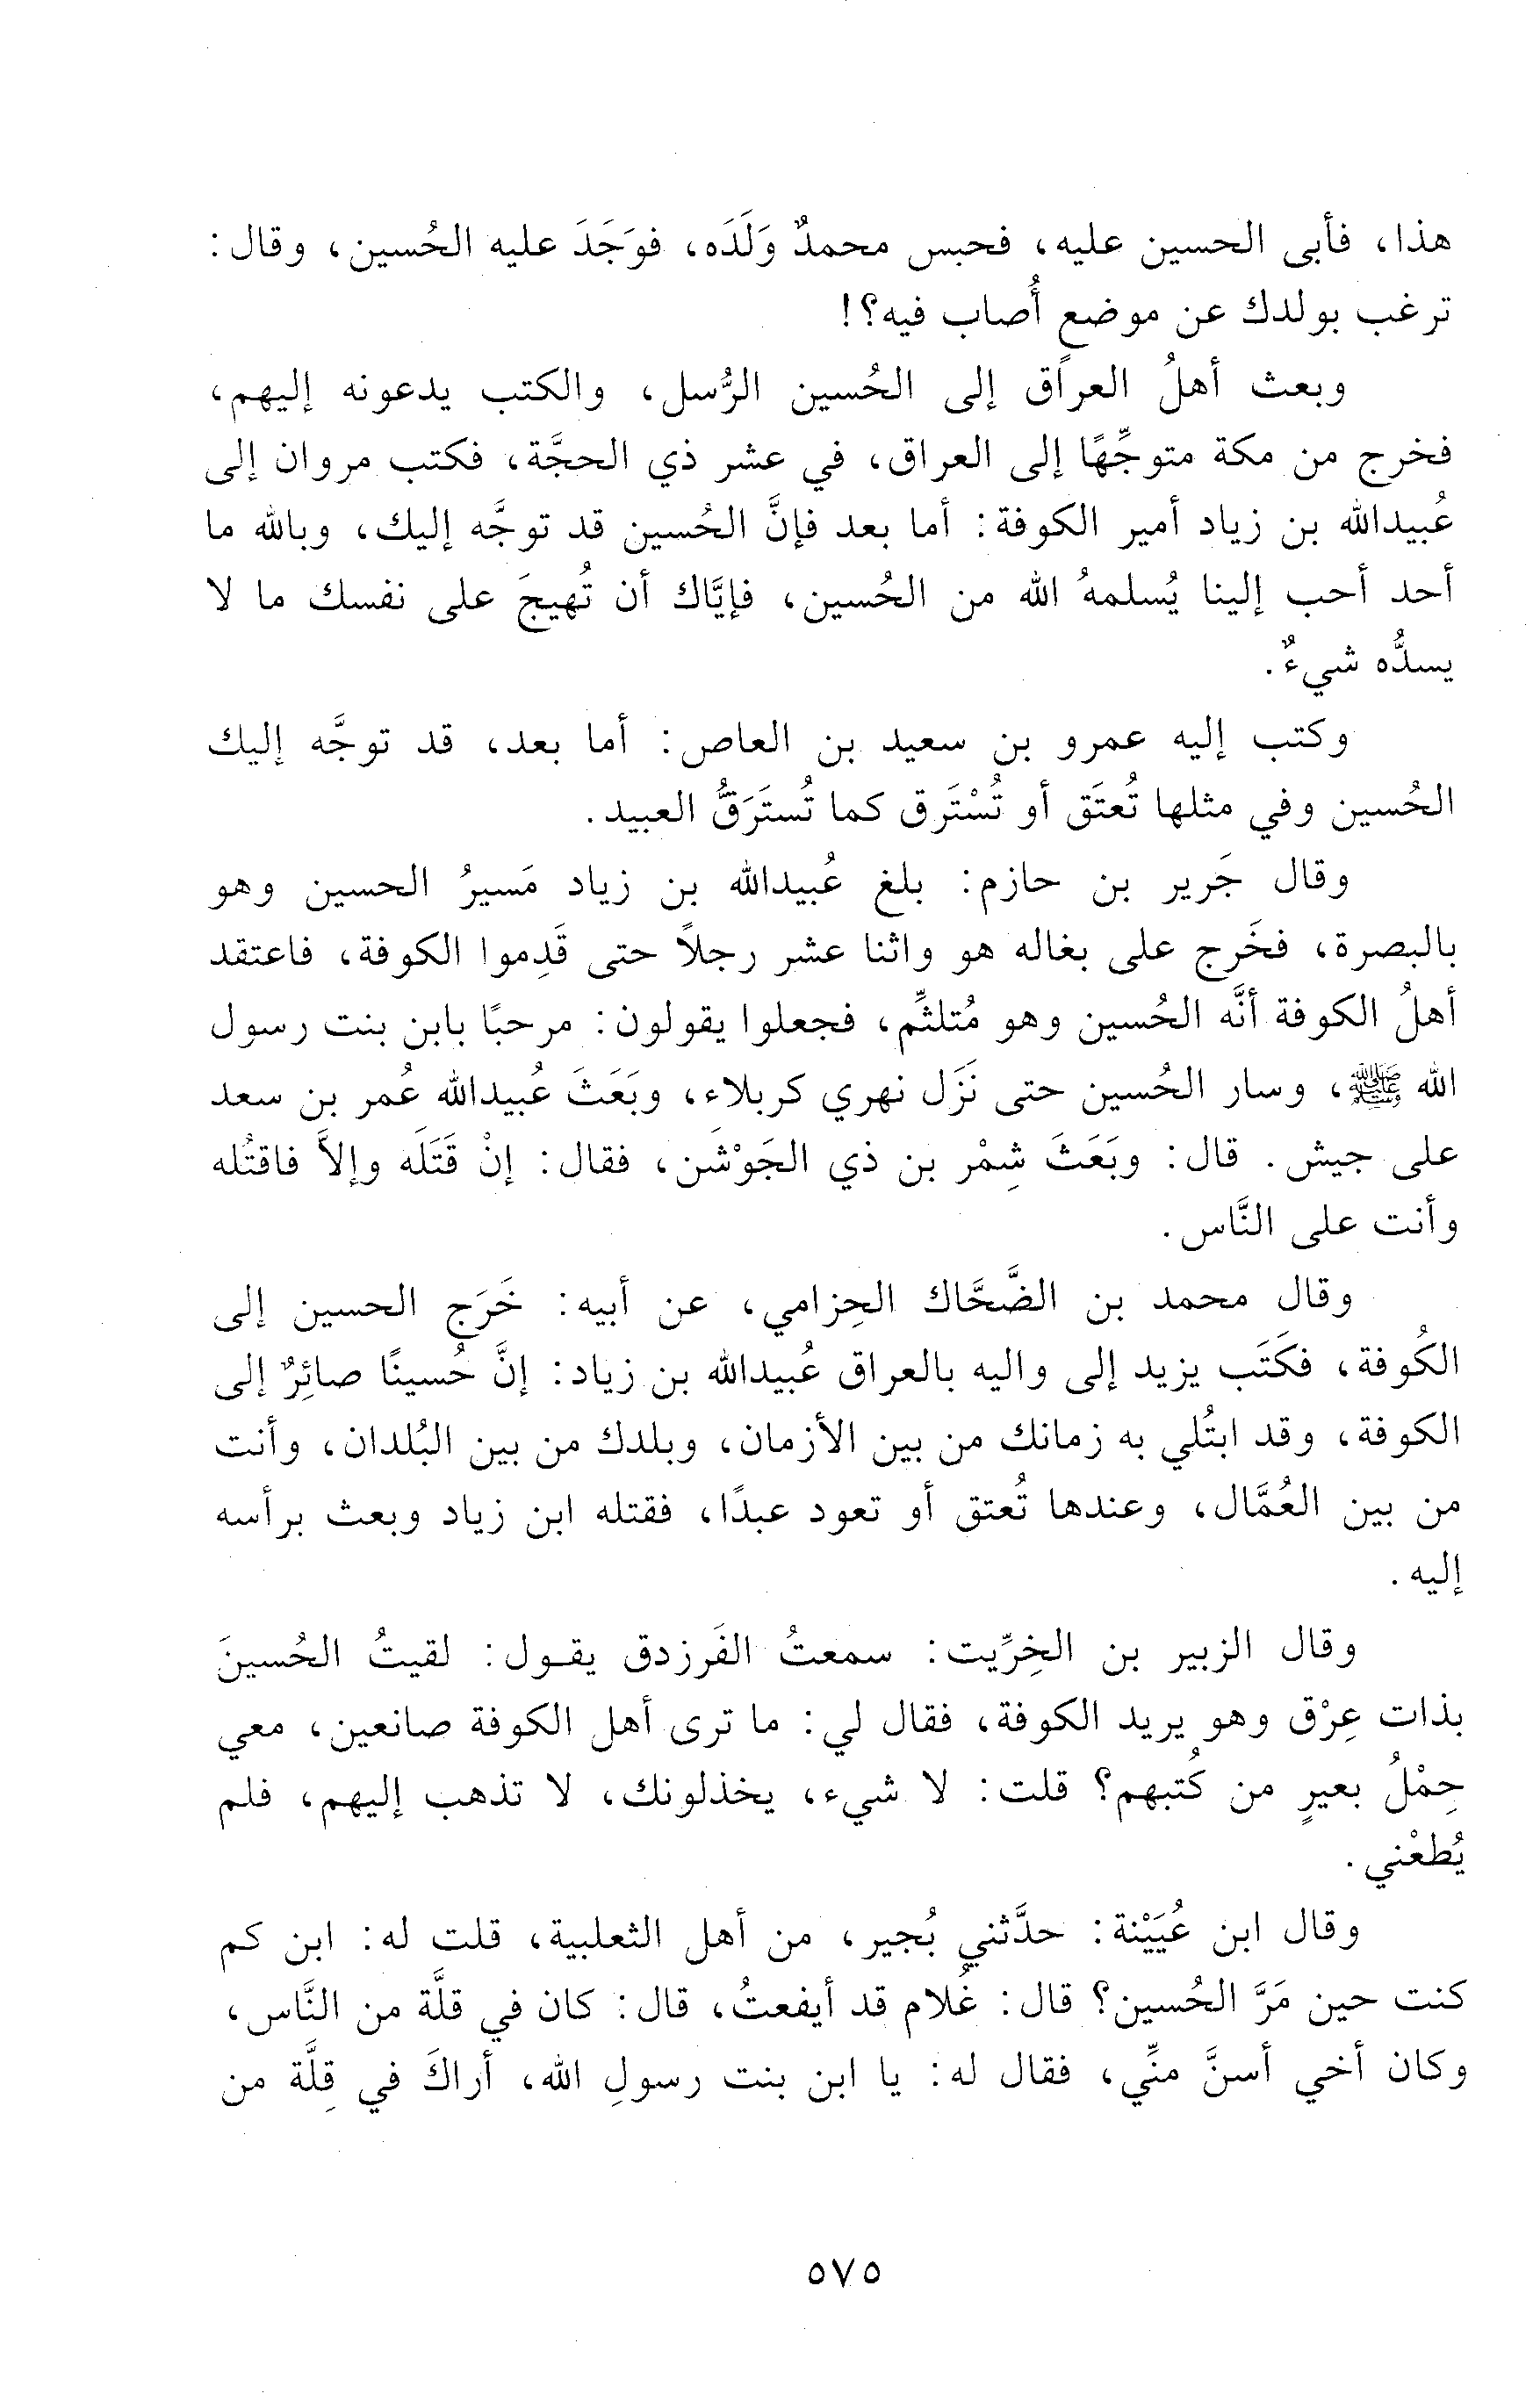 هذا، فأبى الحسين عليه، فحبس محمدٌ وَلَدَه، فوَجَدَ عليه الحُسين، وقال:
ترغب بولدك عن موضعٍ أُصاب فيه؟!
وبعث أهلُ العراق إلى الحُسين الرُّسل، والكتب يدعونه إليهم،
فخرج من مكة متوجِّهًا إلى العراق، في عشر ذي الحجَّة، فكتب مروان إلى
عُبيدالله بن زياد أمير الكوفة: أما بعد فإنَّ الحُسين قد توجَّه إليك، وبالله ما
أحد أحب إلينا يُسلمهُ الله من الحُسين، فإيَّاك أن تُهيجَ على نفسك ما لا
يسدُّه شيءٌ.
وكتب إليه عمرو بن سعيد بن العاص: أما بعد، قد توجَّه إليك
الحُسين وفي مثلها تُعتَق أو تُسْتَرق كما تُستَرَقُّ العبيد.
وقال جَرير بن حازم: بلغ عُبيدالله بن زياد مَسيرُ الحسين وهو
بالبصرة، فخَرج على بغاله هو واثنا عشر رجلاً حتى قَدِموا الكوفة، فاعتقد
أهلُ الكوفة أنَّه الحُسين وهو مُتلثِّم، فجعلوا يقولون: مرحبًا بابن بنت رسول
الله ﷺ، وسار الحُسين حتى نَزَل نهري كربلاء، وبَعَثَ عُبيدالله عُمر بن سعد
على جيش. قال: وبَعَثَ شِمْر بن ذي الجَوْشَن، فقال: إنْ قَتَلَه وإلاَّ فاقتُله
وأنت على النَّاس.
وقال محمد بن الضَّحَّاك الحِزامي، عن أبيه: خَرَج الحسين إلى
الكُوفة، فكَتَب يزيد إلى واليه بالعراق عُبيدالله بن زياد: إنَّ حُسينًا صائِرٌ إلى
الكوفة، وقد ابتُلي به زمانك من بين الأزمان، وبلدك من بين البُلدان، وأنت
من بين العُمَّال، وعندها تُعتق أو تعود عبدًا، فقتله ابن زياد وبعث برأسه
إليه.
وقال الزبير بن الخِرِّيت: سمعتُ الفَرزدق يقـول: لقيتُ الحُسينَ
بذات عِرْق وهو يريد الكوفة، فقال لي: ما ترى أهل الكوفة صانعين، معي
حِمْلُ بعيرٍ من كُتبهم؟ قلت: لا شيء، يخذلونك، لا تذهب إليهم، فلم
يُطعْني.
وقال ابن عُيَيْنة: حدَّثني بُجير، من أهل الثعلبية، قلت له: ابن كم
كنت حين مَرَّ الحُسين؟ قال: غُلام قد أيفعتُ، قال: كان في قلَّة من النَّاس،
وكان أخي أسنَّ منِّي، فقال له: يا ابن بنت رسولِ الله، أراكَ في قِلَّة من
٥٧٥